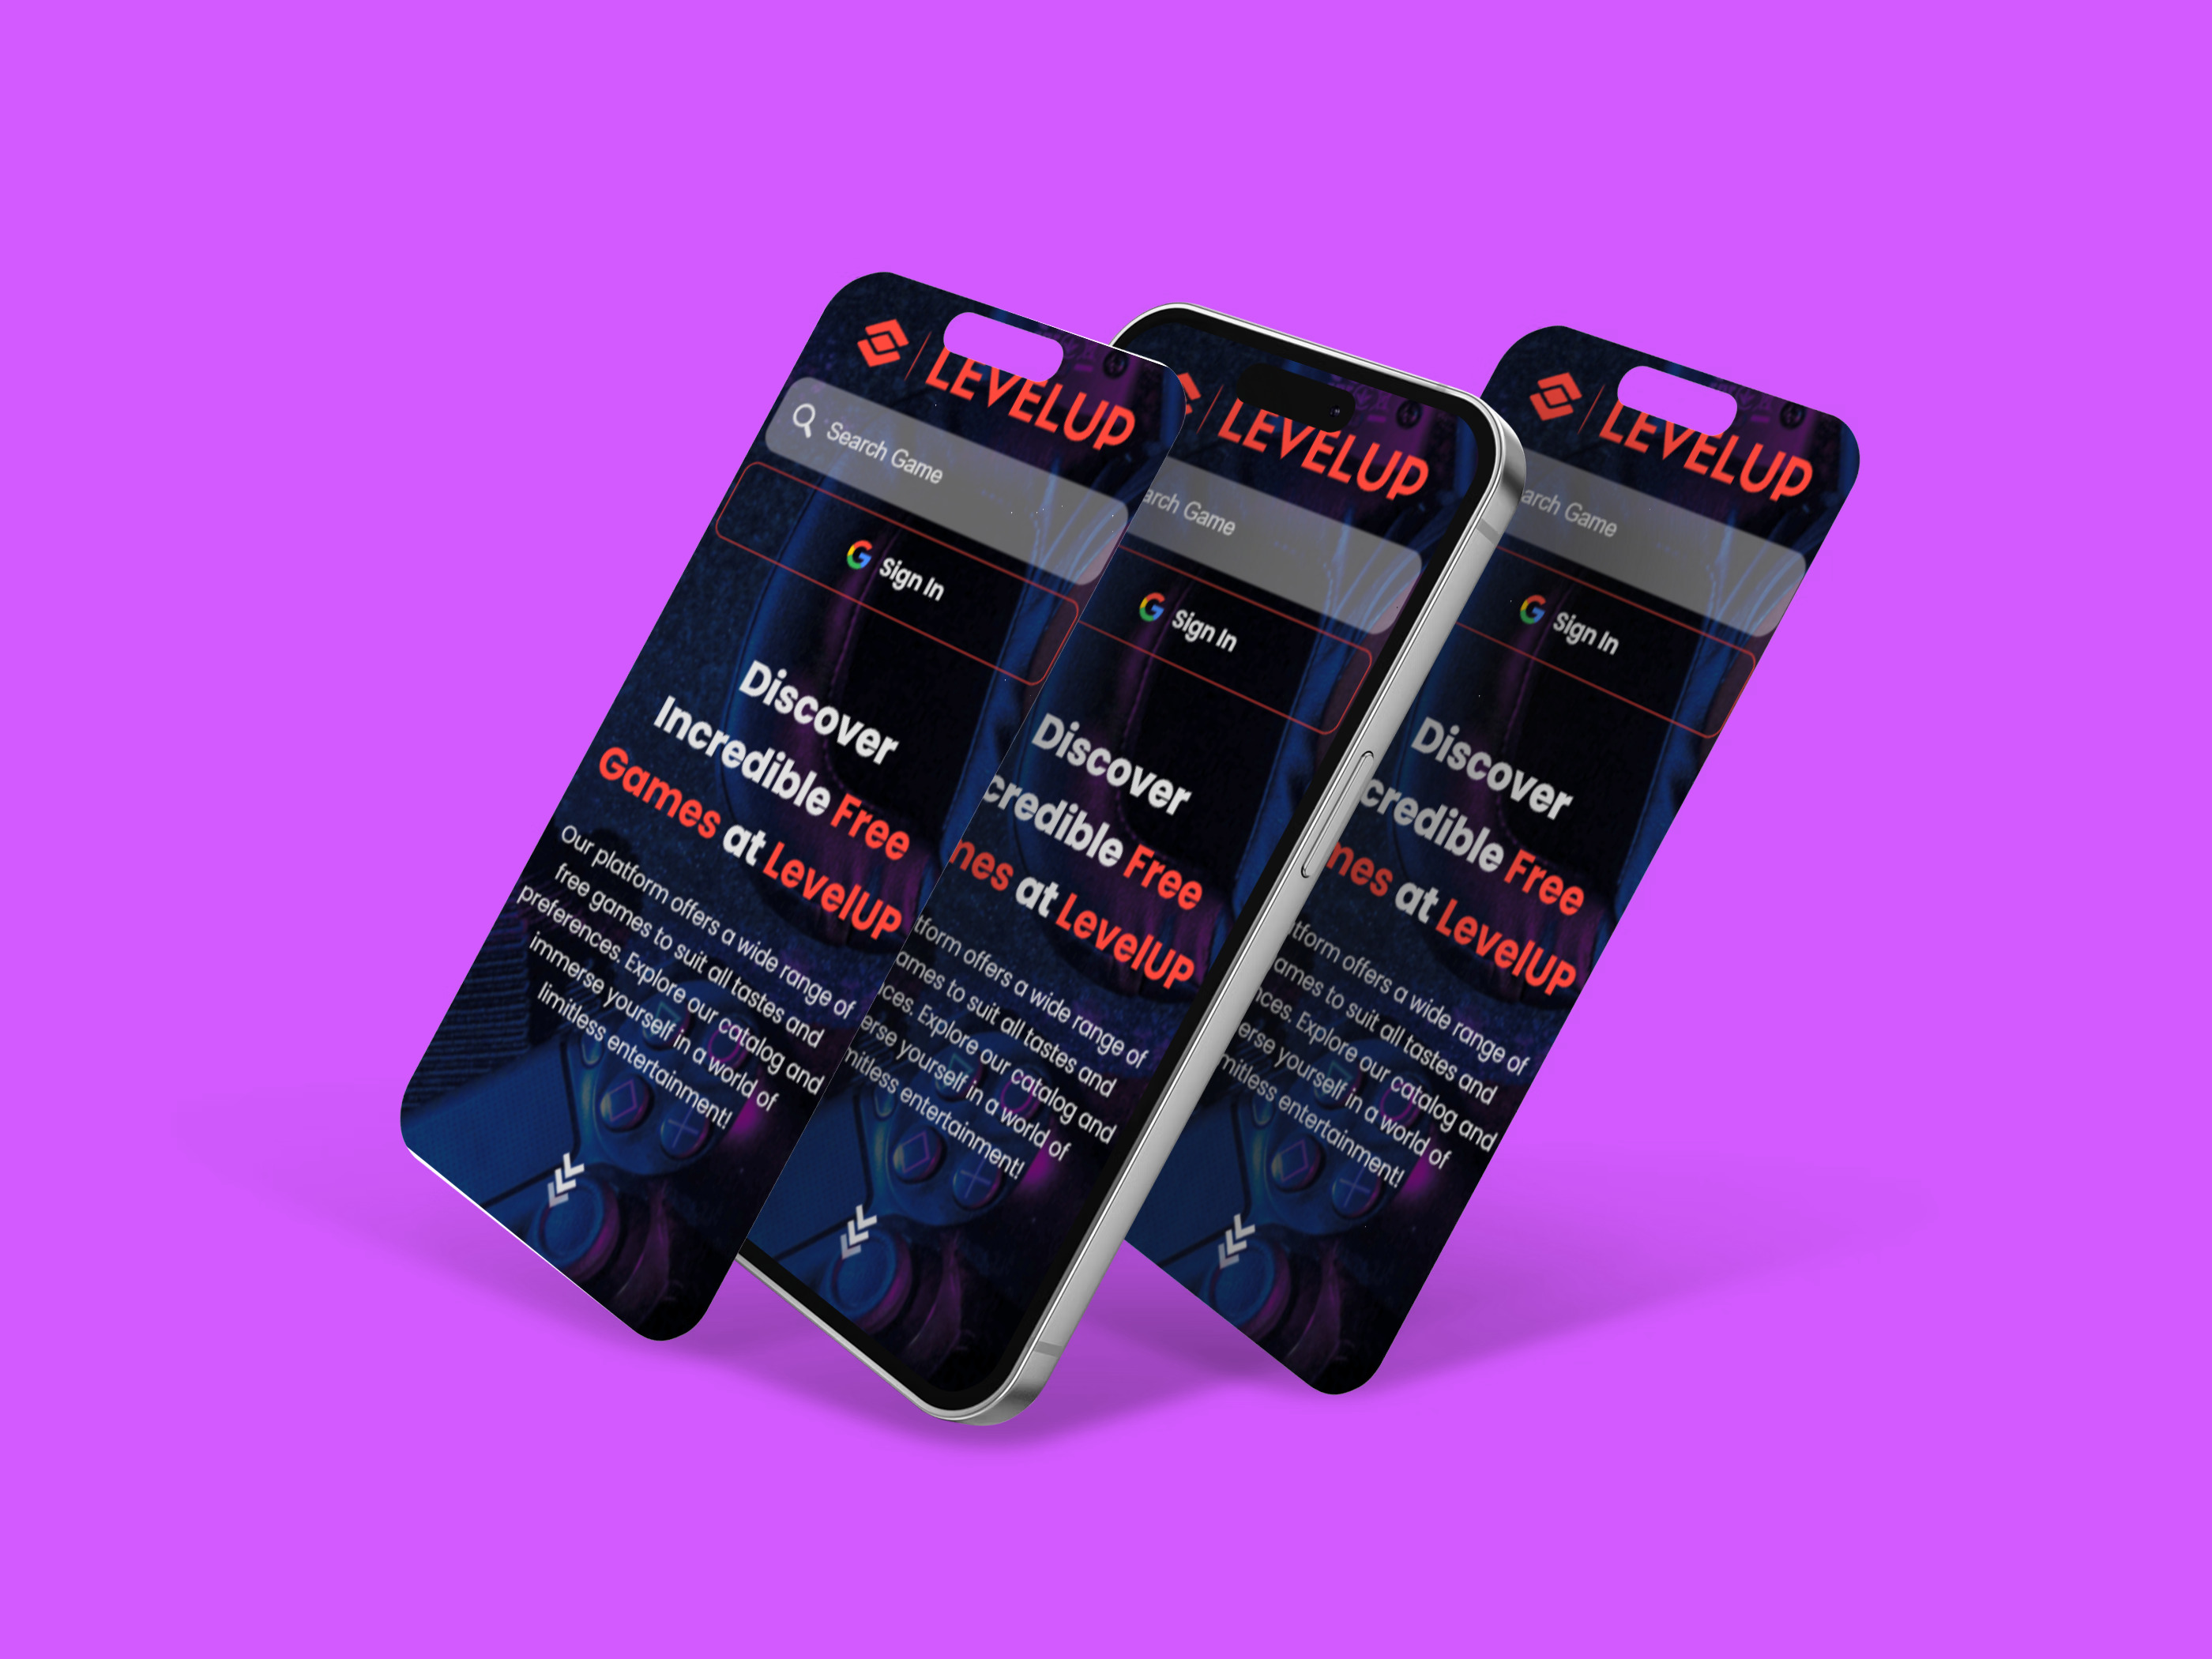 LEVELUP
Search Game
Sign In
Discover
Incredible Free
Games at LevelUP
Our platform offers a wide range of
free games to suit all tastes and
preferences. Explore our catalog and
immerse yourself in a world of
limitless entertainment!
LEVELUP
arch Game
Sign In
Discover
credible Free
mes at LevelUP
tform offers a wide range of
ames to suit all tastes and
nces. Explore our catalog and
erse yourself in a world of
mitless entertainment!
LEVELUP
arch Game
Sign In
Discover
credible Free
mes at LevelUP
tform offers a wide range of
ames to suit all tastes and
nces. Explore our catalog and
erse yourself in a world of
mitless entertainment!